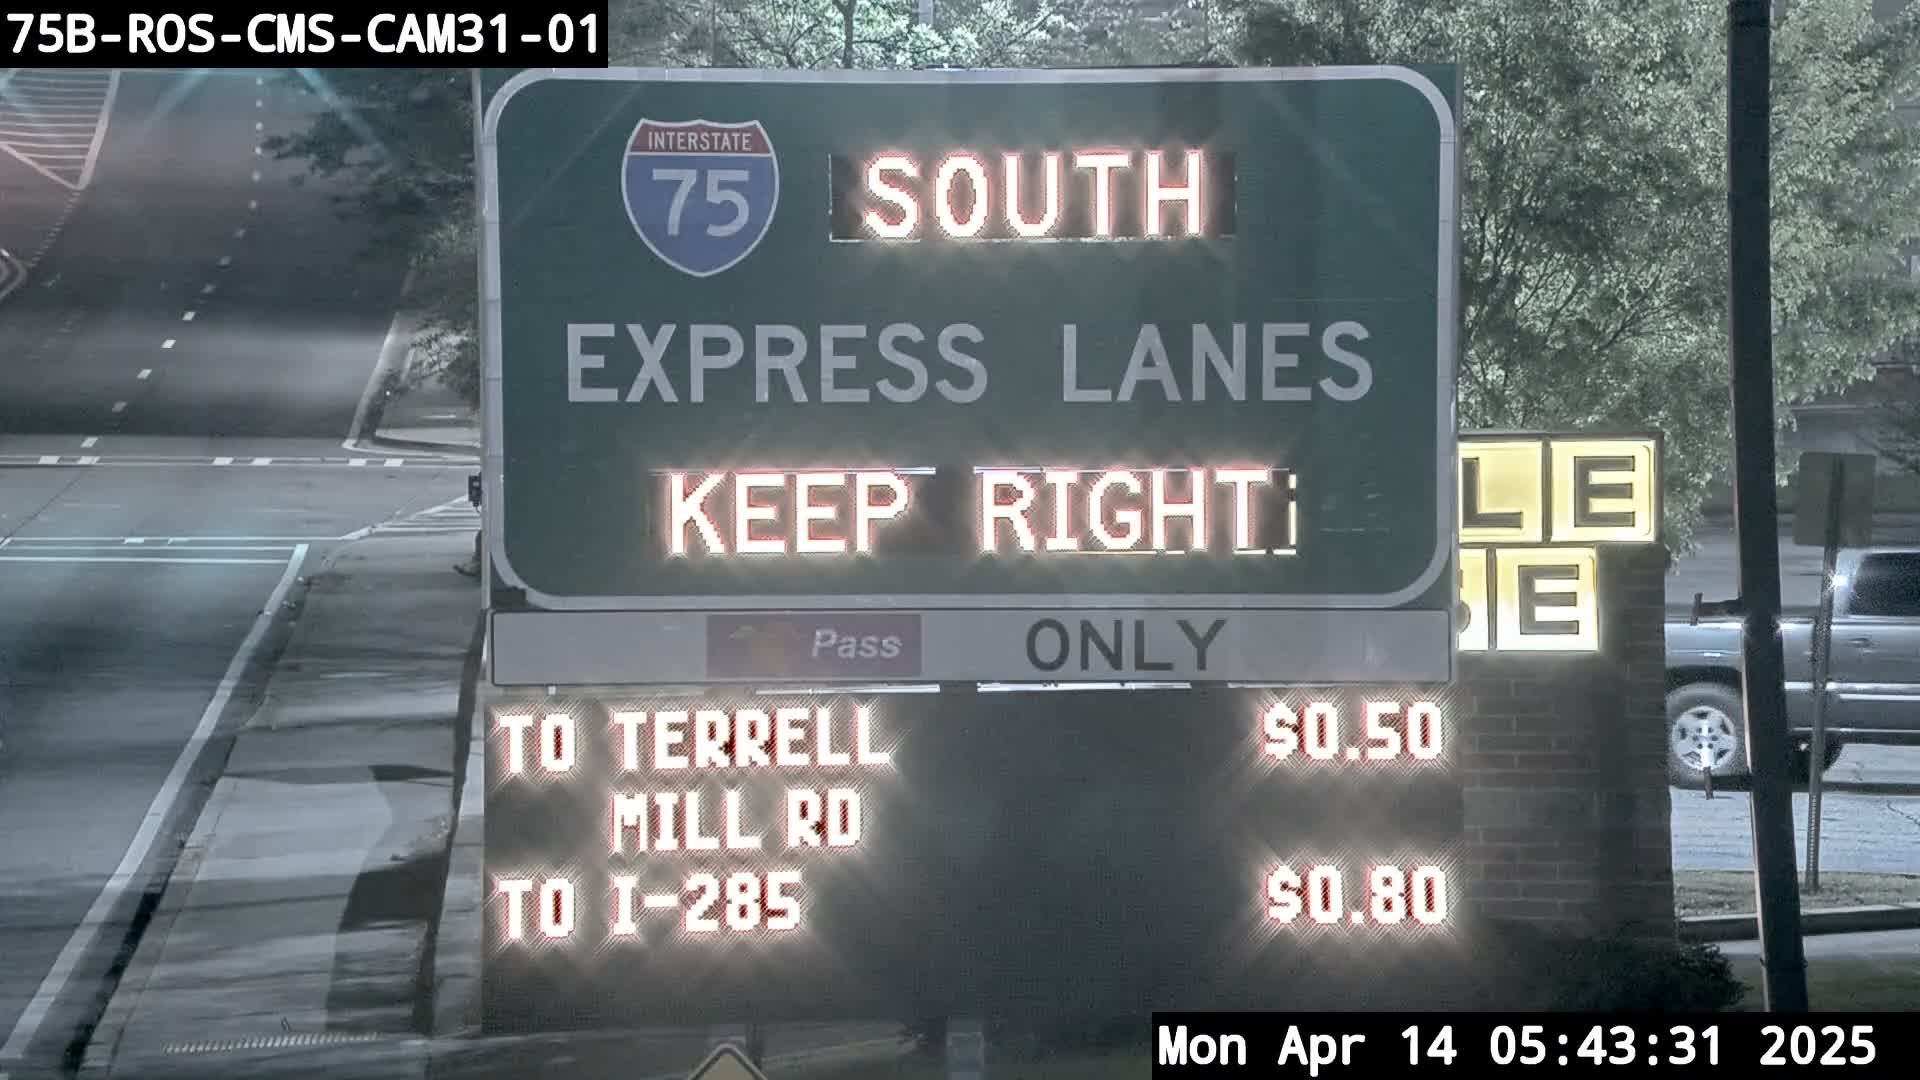 75B-ROS-CMS-CAM31-01
INTERSTATE
75
SOUTH
EXPRESS LANES
KEEP RIGHT
Pass ONLY
TO TERRELL $0.50
MILL RD
TO I-285 $0.80
LE
E
Mon Apr 14 05:43:31 2025